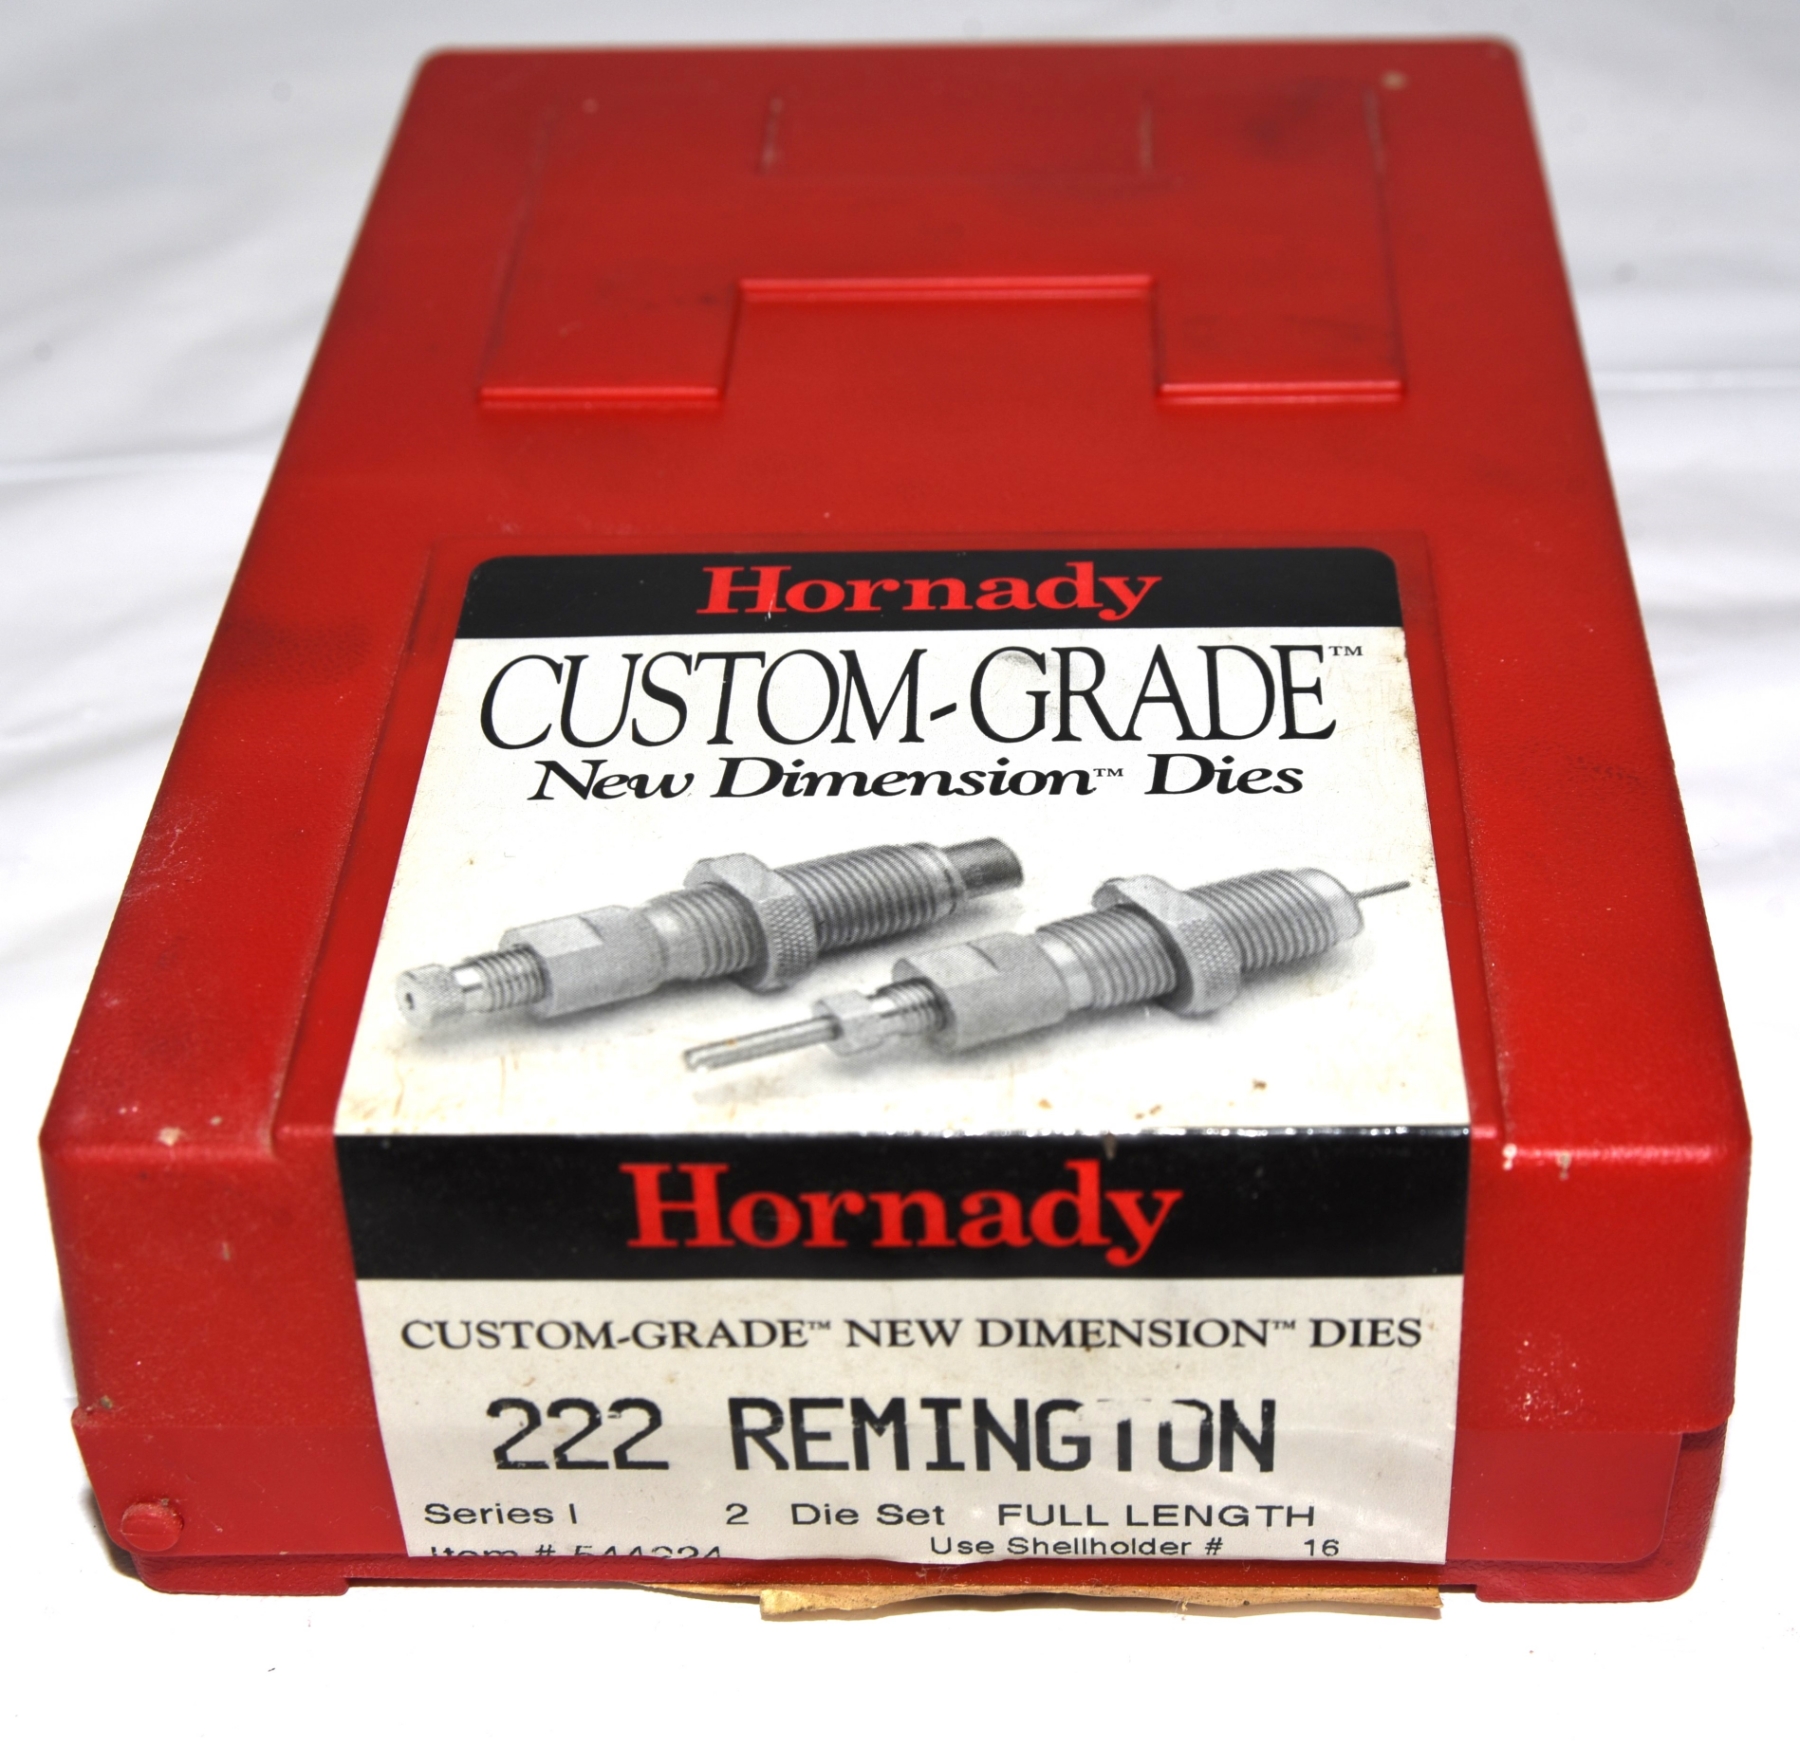 Hornady
CUSTOM-GRADE™
New Dimension™ Dies
Hornady
CUSTOM-GRADE™ NEW DIMENSION™ DIES
222 REMINGTON
Series I 2 Die Set FULL LENGTH
Item # Use Shellholder # 16